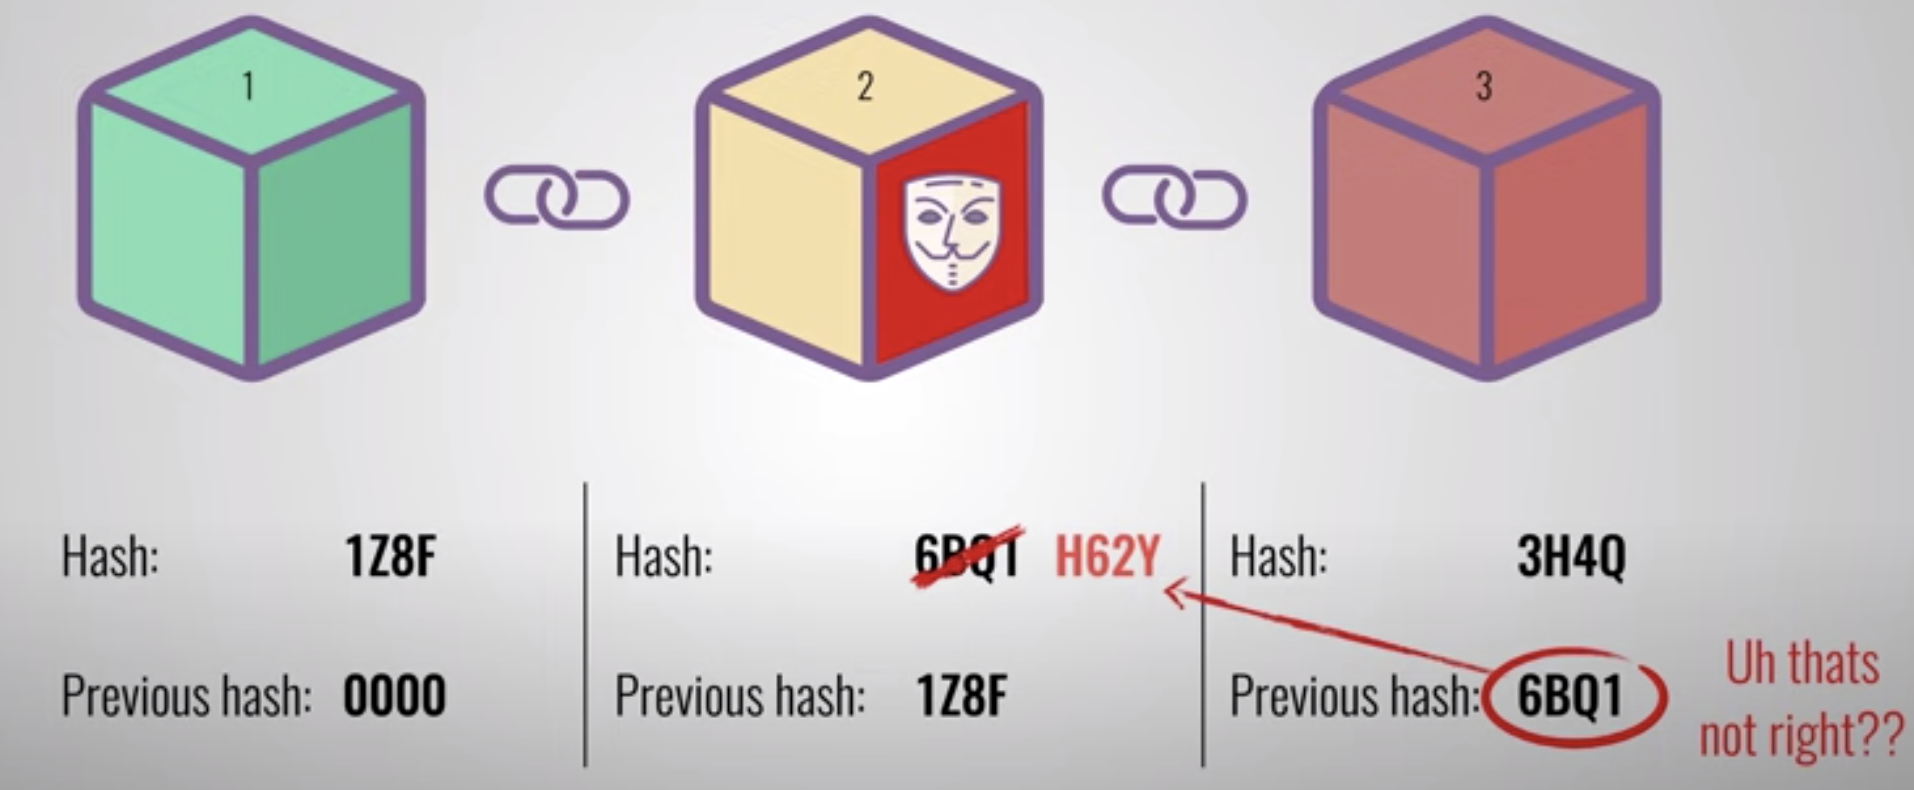 1
2
3
Hash: 1Z8F
Previous hash: 0000
Hash: 6BQ1 H62Y
Previous hash: 1Z8F
Hash: 3H4Q
Previous hash: 6BQ1
Uh thats
not right??